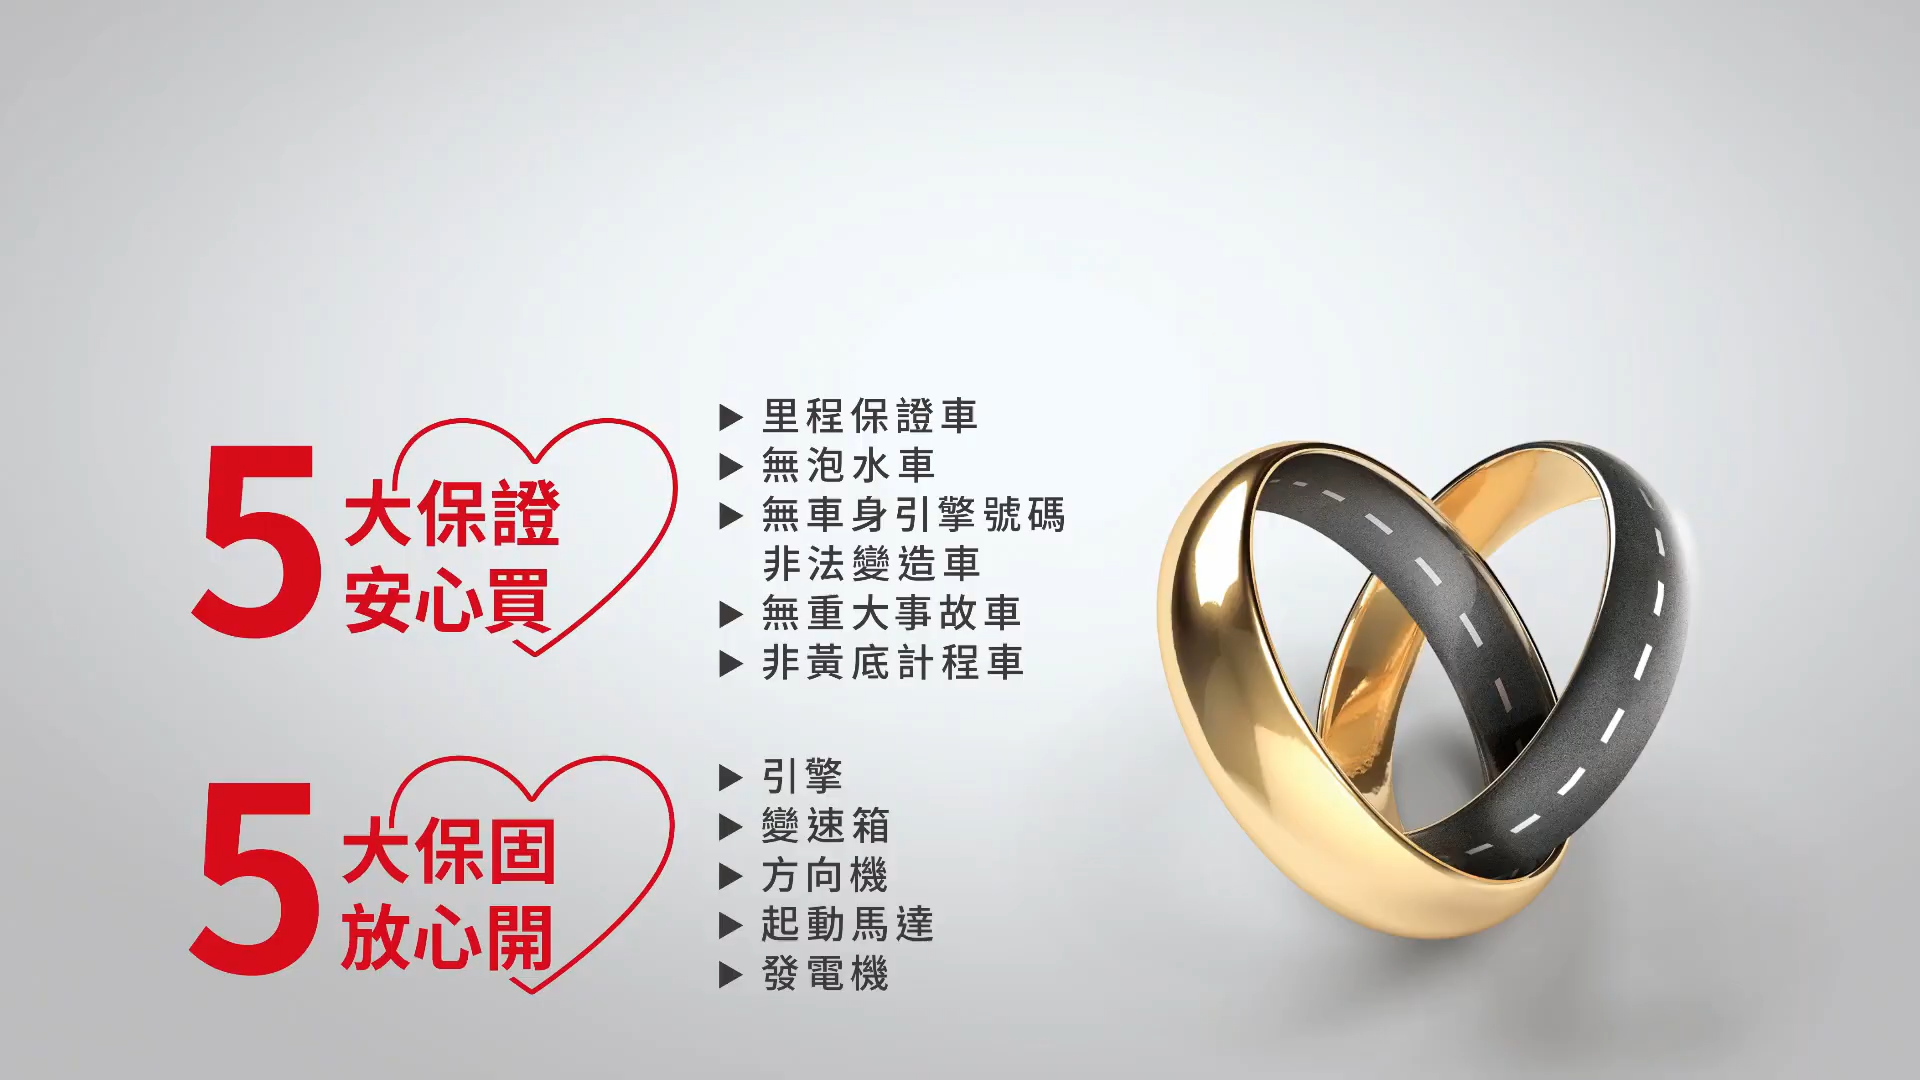 5大保證
安心買
▶ 里程保證車
▶ 無泡水車
▶ 無車身引擎號碼
非法變造車
▶ 無重大事故車
▶ 非黃底計程車
5大保固
放心開
▶ 引擎
▶ 變速箱
▶ 方向機
▶ 起動馬達
▶ 發電機